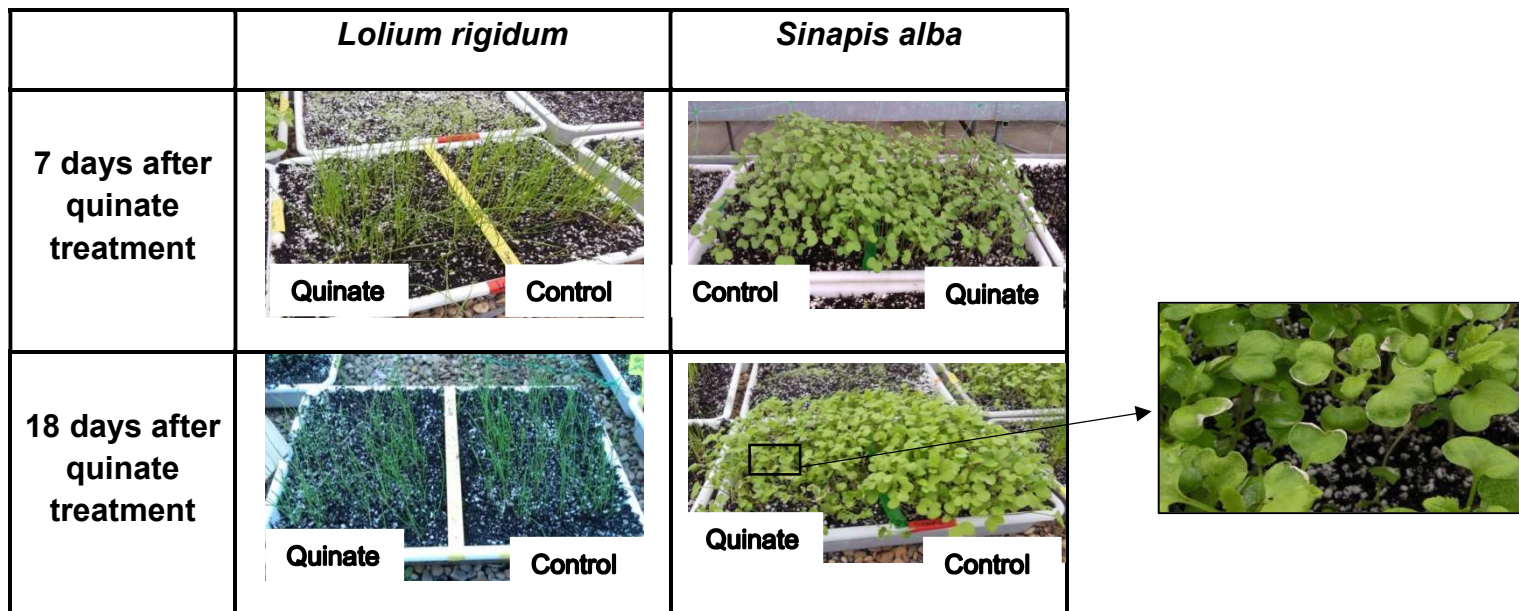 Lolium rigidum
Sinapis alba
7 days after
quinate
treatment
Quinate
Control
Control
Quinate
18 days after
quinate
treatment
Quinate
Control
Quinate
Control